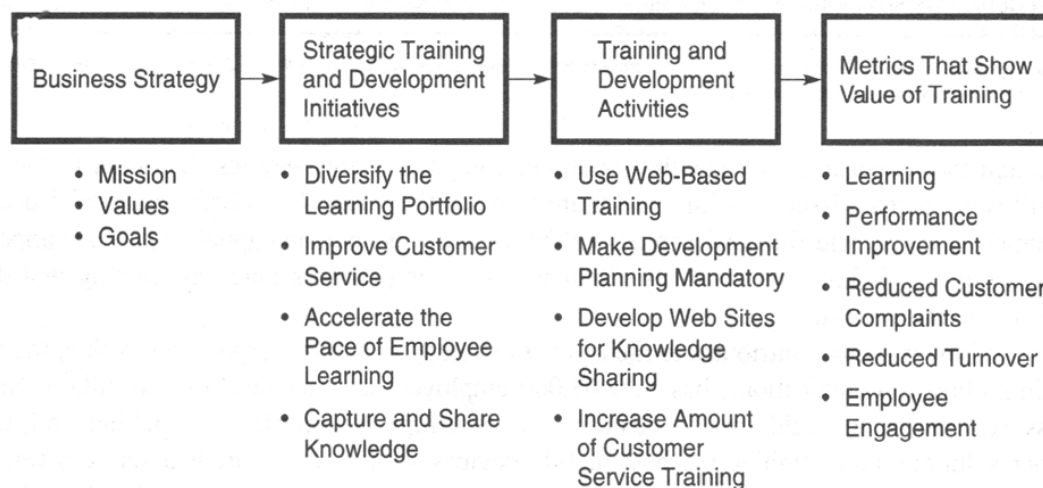 Business Strategy
Strategic Training
and Development
Initiatives
Training and
Development
Activities
Metrics That Show
Value of Training
• Mission
• Values
• Goals
• Diversify the
Learning Portfolio
• Improve Customer
Service
• Accelerate the
Pace of Employee
Learning
• Capture and Share
Knowledge
• Use Web-Based
Training
• Make Development
Planning Mandatory
• Develop Web Sites
for Knowledge
Sharing
• Increase Amount
of Customer
Service Training
• Learning
• Performance
Improvement
• Reduced Customer
Complaints
• Reduced Turnover
• Employee
Engagement